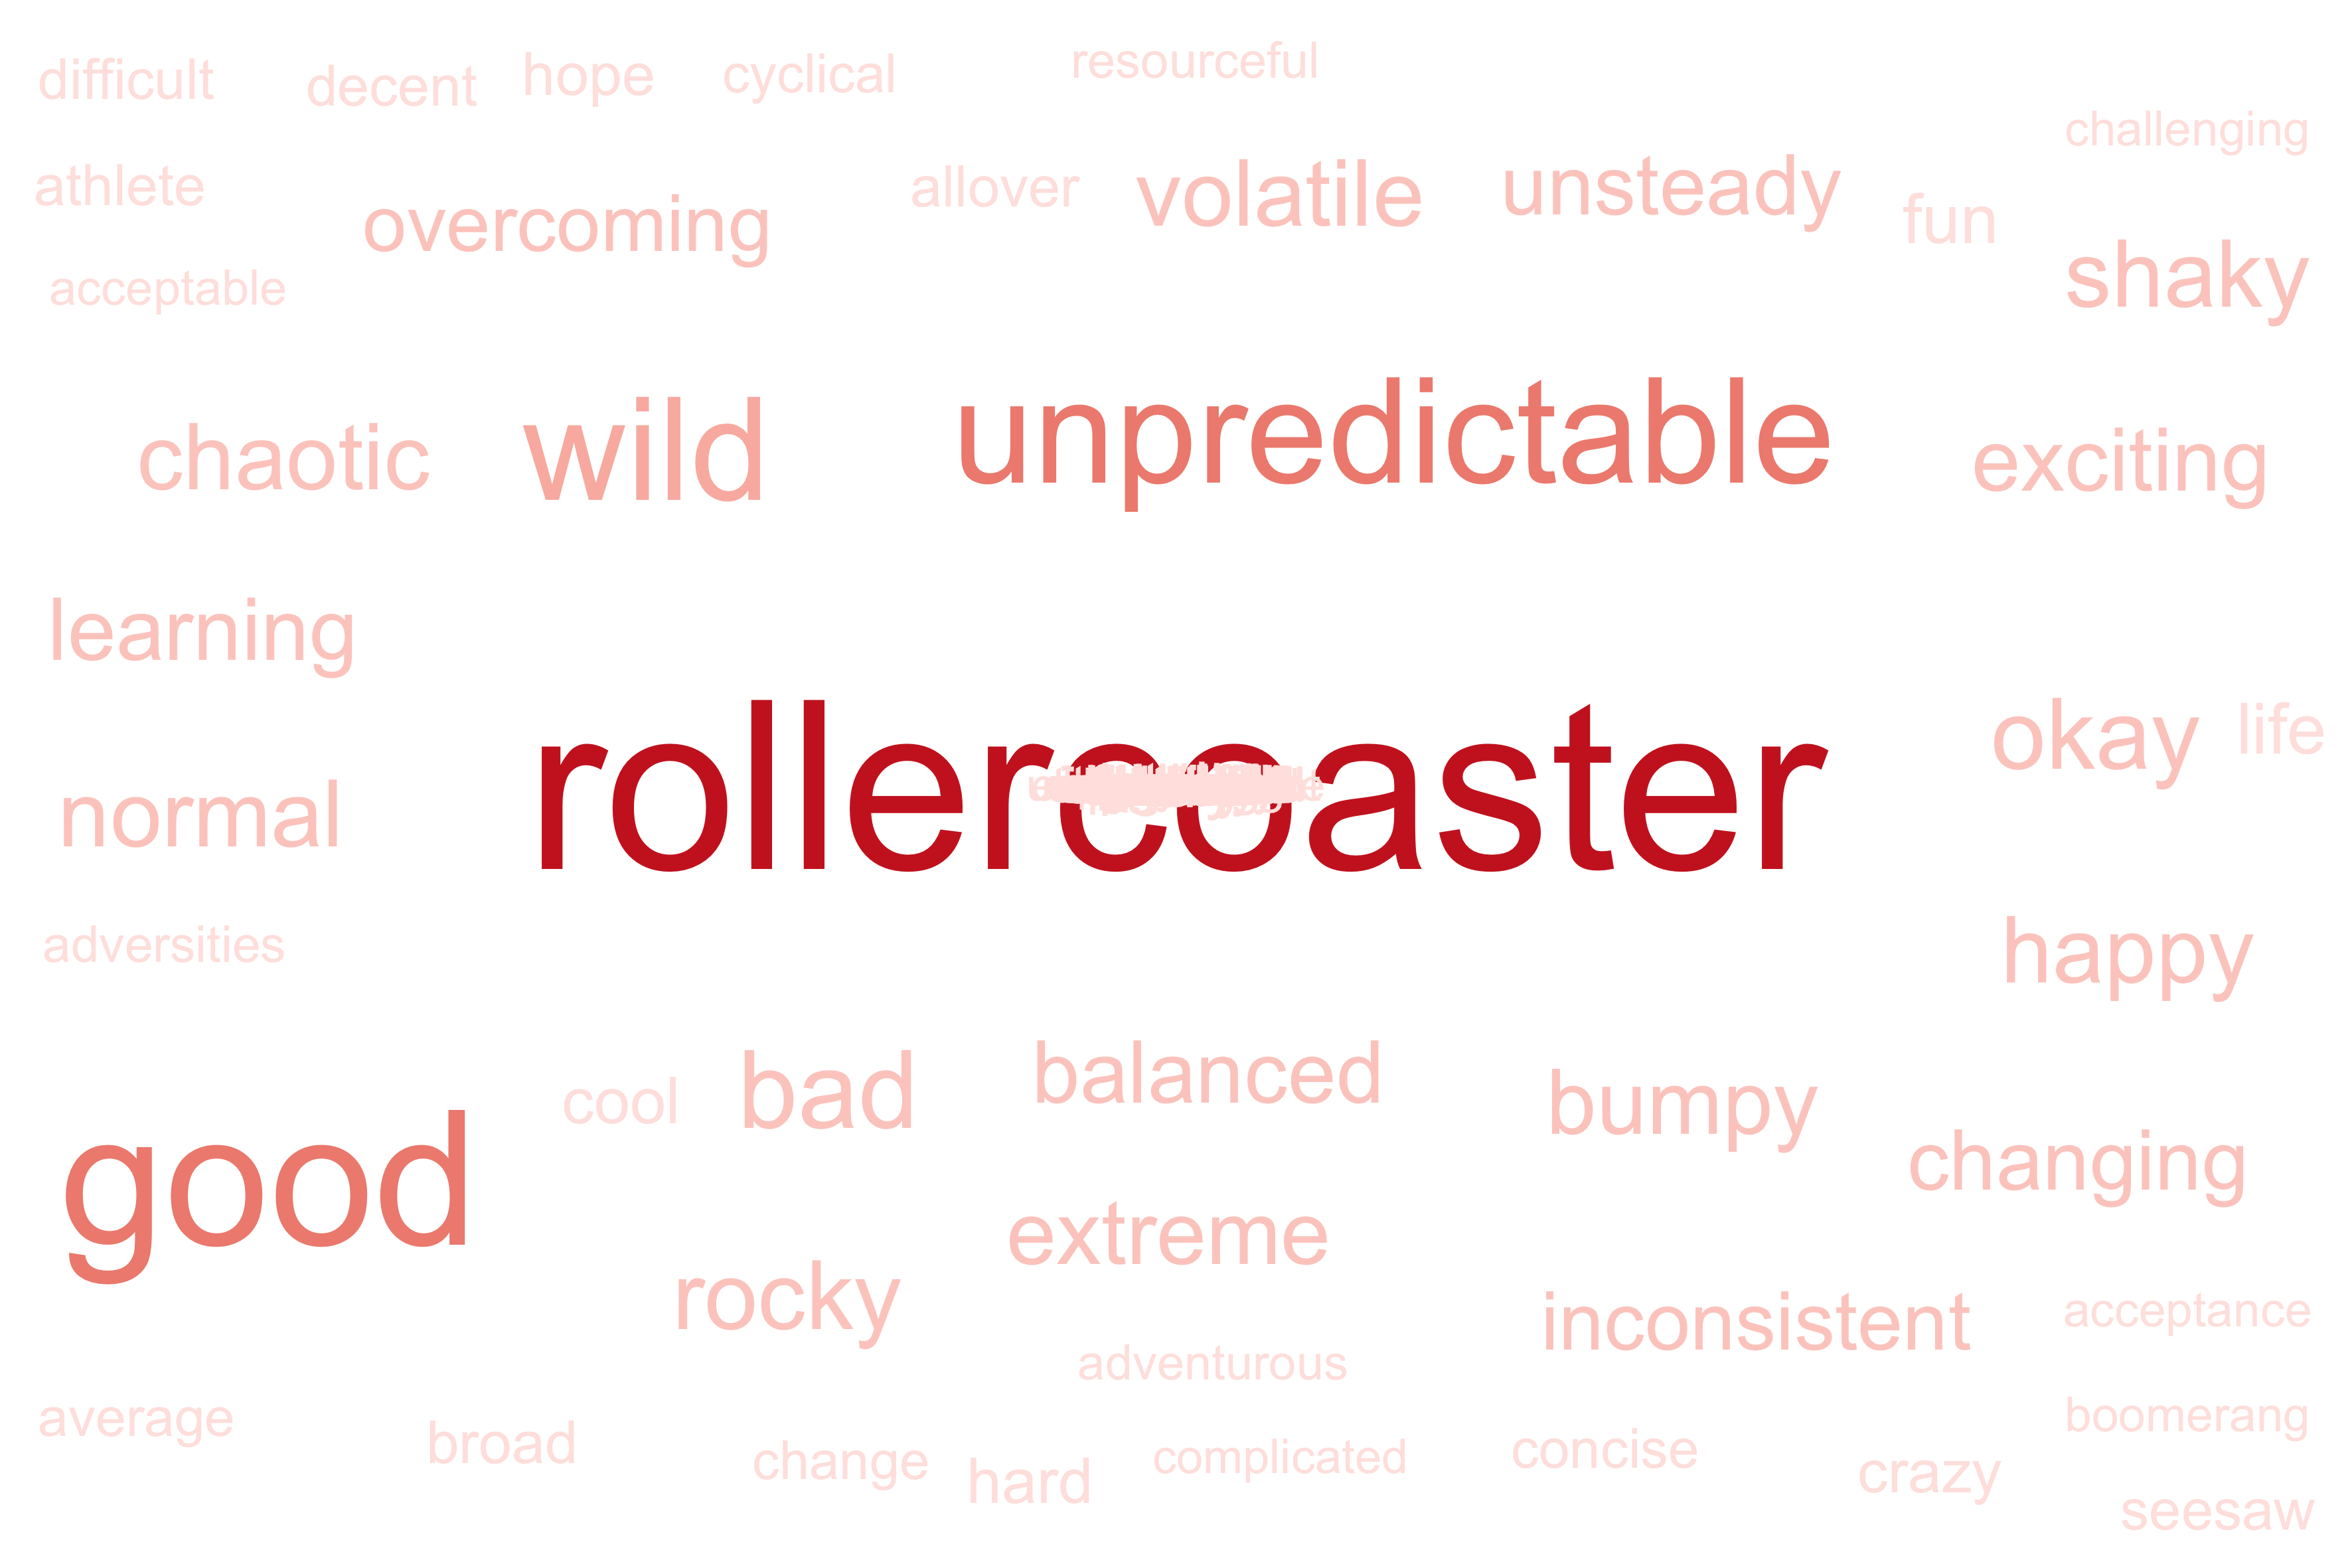 difficult decent hope cyclical resourceful
challenging
athlete overcoming allover volatile unsteady fun
acceptable shaky
chaotic wild unpredictable exciting
learning
rollercoaster okay life
normal
adversities happy
cool bad balanced bumpy
good changing
extreme
rocky inconsistent acceptance
adventurous
average broad boomerang
change hard complicated concise crazy
seesaw